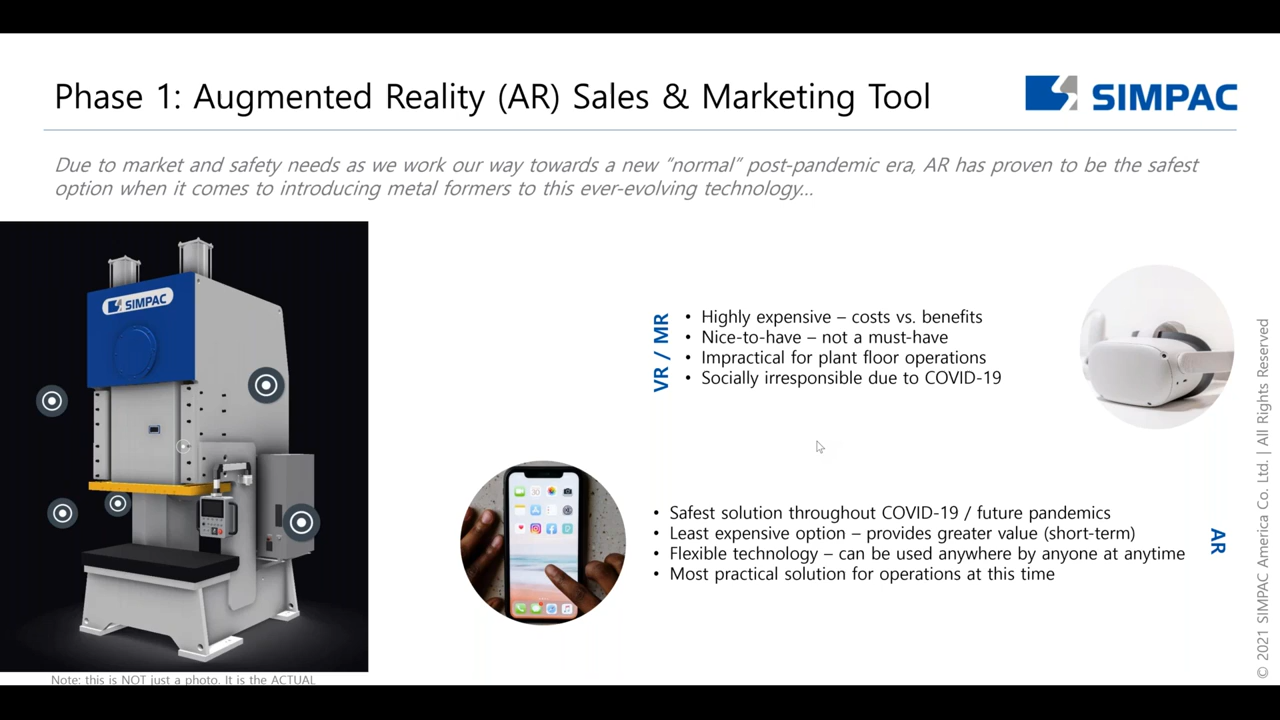 Phase 1: Augmented Reality (AR) Sales & Marketing Tool
SIMPAC
Due to market and safety needs as we work our way towards a new “normal” post-pandemic era, AR has proven to be the safest
option when it comes to introducing metal formers to this ever-evolving technology...
SIMPAC
VR / MR
• Highly expensive – costs vs. benefits
• Nice-to-have – not a must-have
• Impractical for plant floor operations
• Socially irresponsible due to COVID-19
• Safest solution throughout COVID-19 / future pandemics
• Least expensive option – provides greater value (short-term)
• Flexible technology – can be used anywhere by anyone at anytime
• Most practical solution for operations at this time
AR
© 2021 SIMPAC America Co. Ltd. | All Rights Reserved
Note: this is NOT just a photo. It is the ACTUAL